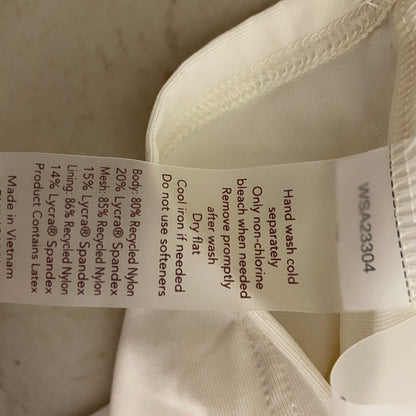 WSA23304
Hand wash cold
separately
Only non-chlorine
bleach when needed
Remove promptly
after wash
Dry flat
Cool iron if needed
Do not use softeners
Body: 80% Recycled Nylon
20% Lycra® Spandex
Mesh: 85% Recycled Nylon
15% Lycra® Spandex
Lining: 86% Recycled Nylon
14% Lycra® Spandex
Product Contains Latex
Made in Vietnam